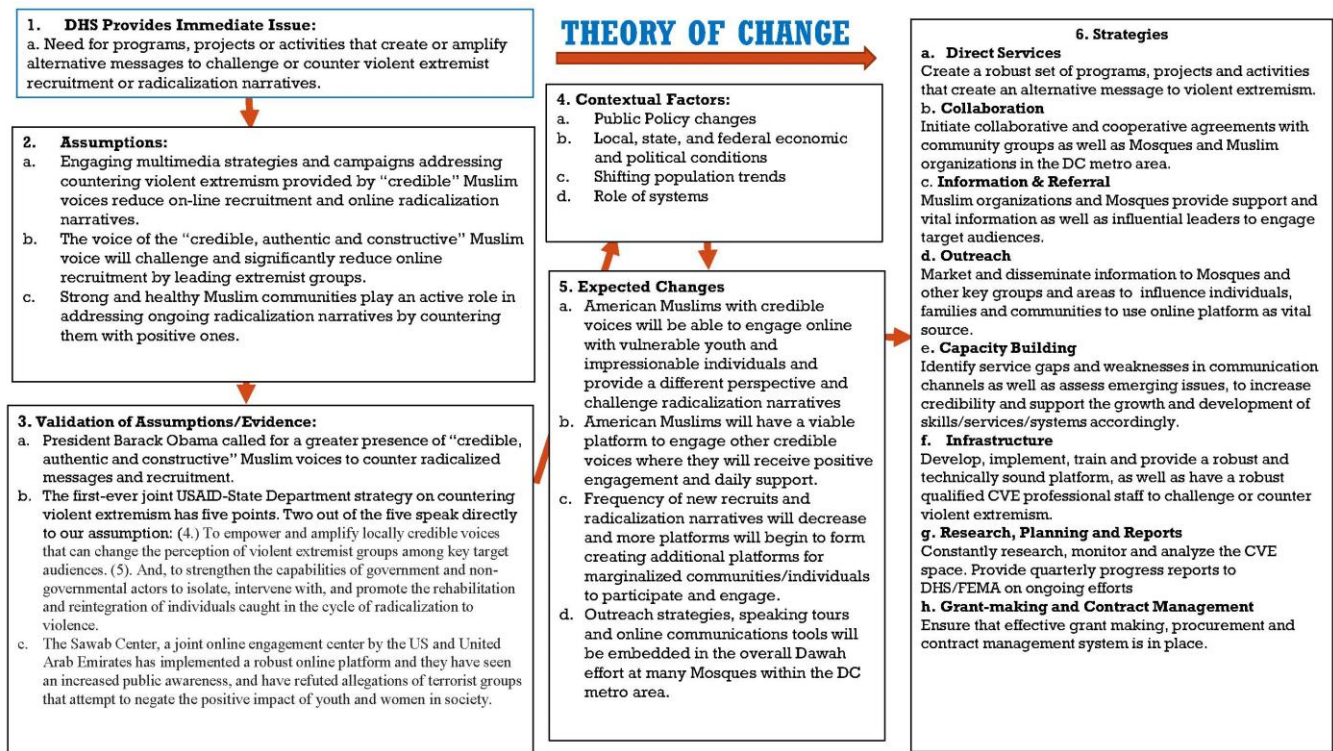 1. DHS Provides Immediate Issue:
a. Need for programs, projects or activities that create or amplify
alternative messages to challenge or counter violent extremist
recruitment or radicalization narratives.
2. Assumptions:
a. Engaging multimedia strategies and campaigns addressing
countering violent extremism provided by “credible” Muslim
voices reduce on-line recruitment and online radicalization
narratives.
b. The voice of the “credible, authentic and constructive” Muslim
voice will challenge and significantly reduce online
recruitment by leading extremist groups.
c. Strong and healthy Muslim communities play an active role in
addressing ongoing radicalization narratives by countering
them with positive ones.
3. Validation of Assumptions/Evidence:
a. President Barack Obama called for a greater presence of “credible,
authentic and constructive” Muslim voices to counter radicalized
messages and recruitment.
b. The first-ever joint USAID-State Department strategy on countering
violent extremism has five points. Two out of the five speak directly
to our assumption: (4.) To empower and amplify locally credible voices
that can change the perception of violent extremist groups among key target
audiences. (5). And, to strengthen the capabilities of government and non-
governmental actors to isolate, intervene with, and promote the rehabilitation
and reintegration of individuals caught in the cycle of radicalization to
violence.
c. The Sawab Center, a joint online engagement center by the US and United
Arab Emirates has implemented a robust online platform and they have seen
an increased public awareness, and have refuted allegations of terrorist groups
that attempt to negate the positive impact of youth and women in society.
THEORY OF CHANGE
4. Contextual Factors:
a. Public Policy changes
b. Local, state, and federal economic
and political conditions
c. Shifting population trends
d. Role of systems
5. Expected Changes
a. American Muslims with credible
voices will be able to engage online
with vulnerable youth and
impressionable individuals and
provide a different perspective and
challenge radicalization narratives
b. American Muslims will have a viable
platform to engage other credible
voices where they will receive positive
engagement and daily support.
c. Frequency of new recruits and
radicalization narratives will decrease
and more platforms will begin to form
creating additional platforms for
marginalized communities/individuals
to participate and engage.
d. Outreach strategies, speaking tours
and online communications tools will
be embedded in the overall Dawah
effort at many Mosques within the DC
metro area.
6. Strategies
a. Direct Services
Create a robust set of programs, projects and activities
that create an alternative message to violent extremism.
b. Collaboration
Initiate collaborative and cooperative agreements with
community groups as well as Mosques and Muslim
organizations in the DC metro area.
c. Information & Referral
Muslim organizations and Mosques provide support and
vital information as well as influential leaders to engage
target audiences.
d. Outreach
Market and disseminate information to Mosques and
other key groups and areas to influence individuals,
families and communities to use online platform as vital
source.
e. Capacity Building
Identify service gaps and weaknesses in communication
channels as well as assess emerging issues, to increase
credibility and support the growth and development of
skills/services/systems accordingly.
f. Infrastructure
Develop, implement, train and provide a robust and
technically sound platform, as well as have a robust
qualified CVE professional staff to challenge or counter
violent extremism.
g. Research, Planning and Reports
Constantly research, monitor and analyze the CVE
space. Provide quarterly progress reports to
DHS/FEMA on ongoing efforts
h. Grant-making and Contract Management
Ensure that effective grant making, procurement and
contract management system is in place.